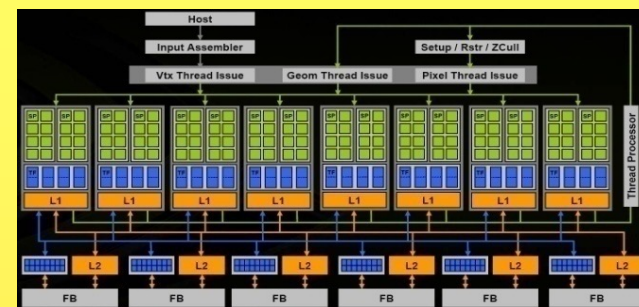 Host
Input Assembler
Setup / Rstr / ZCull
Vtx Thread Issue Geom Thread Issue Pixel Thread Issue
SP SP SP SP SP SP SP SP SP SP SP SP SP SP SP SP
Thread Processor
TF TF TF TF TF TF TF TF
L1 L1 L1 L1 L1 L1 L1 L1
L2 L2 L2 L2 L2 L2
FB FB FB FB FB FB